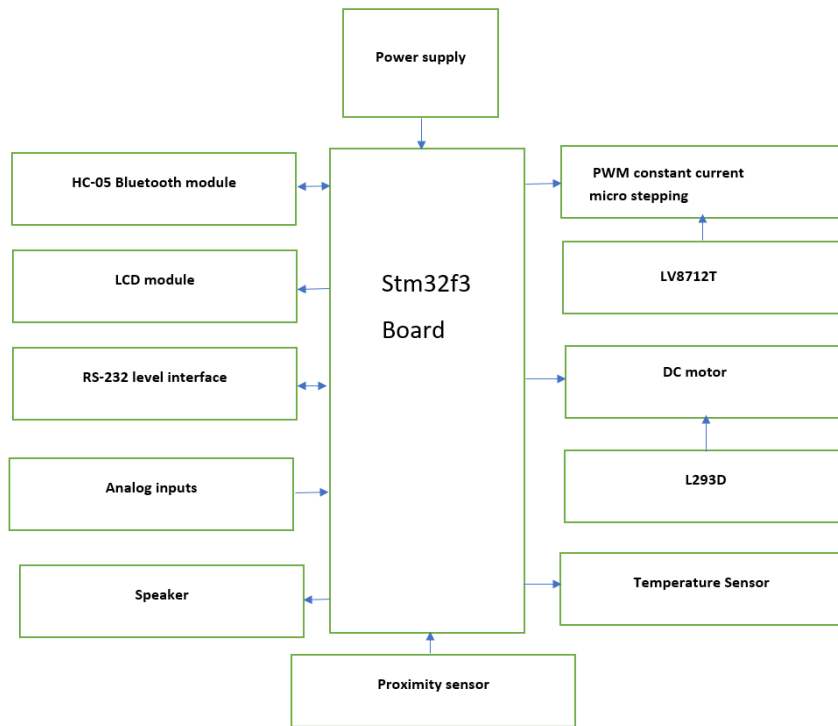 Power supply
HC-05 Bluetooth module
PWM constant current
micro stepping
LCD module
LV8712T
Stm32f3
Board
RS-232 level interface
DC motor
Analog inputs
L293D
Speaker
Temperature Sensor
Proximity sensor